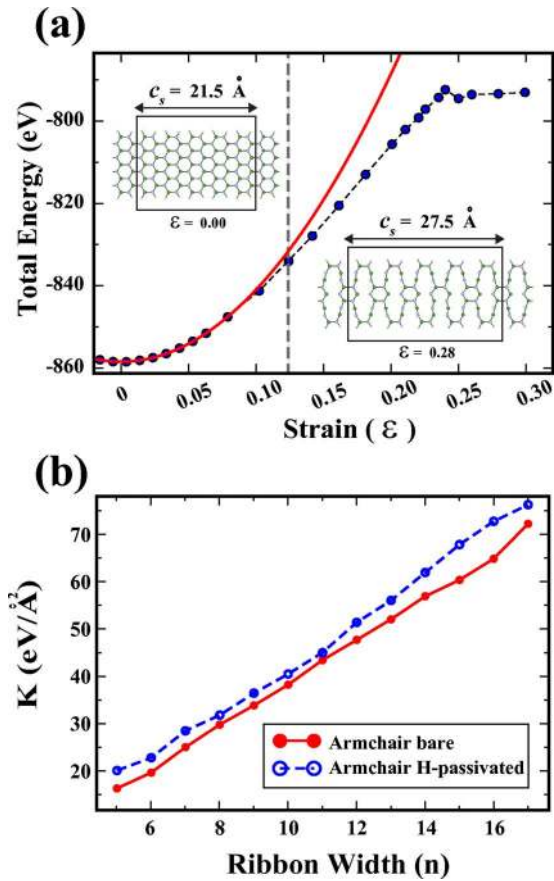 (a)
Total Energy (eV)
-800
-820
-840
-860
c_s = 21.5 Å
ε = 0.00
c_s = 27.5 Å
ε = 0.28
0 0.05 0.10 0.15 0.20 0.25 0.30
Strain ( ε )
(b)
K (eV/Å²)
70
60
50
40
30
20
Armchair bare
Armchair H-passivated
6 8 10 12 14 16
Ribbon Width (n)